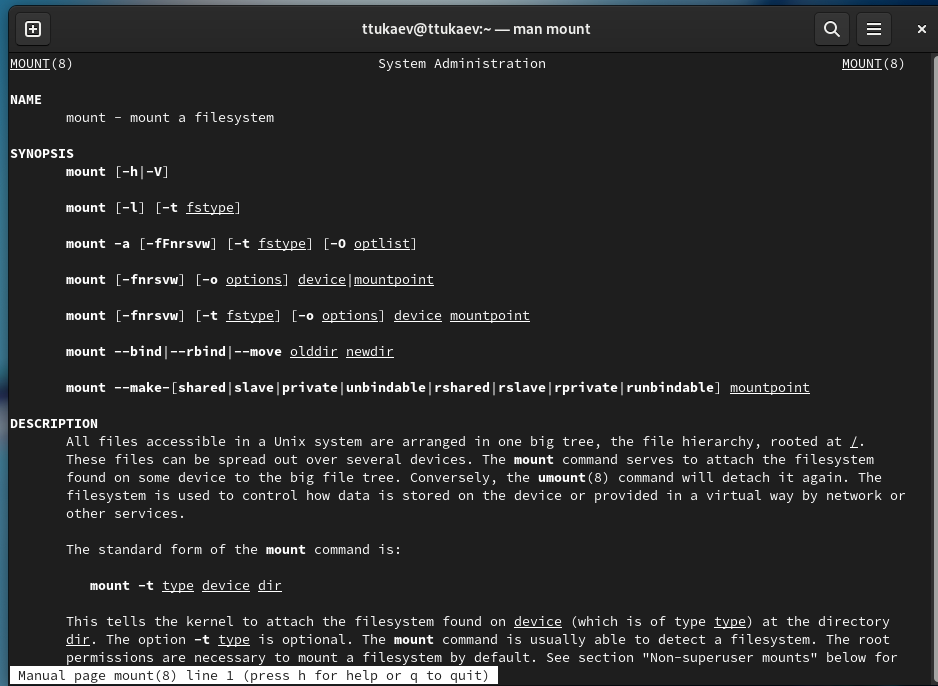 ttukaev@ttukaev:~ — man mount
MOUNT(8) System Administration MOUNT(8)
NAME
mount - mount a filesystem
SYNOPSIS
mount [-h|-V]
mount [-l] [-t fstype]
mount -a [-fFnrsvw] [-t fstype] [-O optlist]
mount [-fnrsvw] [-o options] device|mountpoint
mount [-fnrsvw] [-t fstype] [-o options] device mountpoint
mount --bind|--rbind|--move olddir newdir
mount --make-[shared|slave|private|unbindable|rshared|rslave|rprivate|runbindable] mountpoint
DESCRIPTION
All files accessible in a Unix system are arranged in one big tree, the file hierarchy, rooted at /.
These files can be spread out over several devices. The mount command serves to attach the filesystem
found on some device to the big file tree. Conversely, the umount(8) command will detach it again. The
filesystem is used to control how data is stored on the device or provided in a virtual way by network or
other services.
The standard form of the mount command is:
mount -t type device dir
This tells the kernel to attach the filesystem found on device (which is of type type) at the directory
dir. The option -t type is optional. The mount command is usually able to detect a filesystem. The root
permissions are necessary to mount a filesystem by default. See section "Non-superuser mounts" below for
Manual page mount(8) line 1 (press h for help or q to quit)